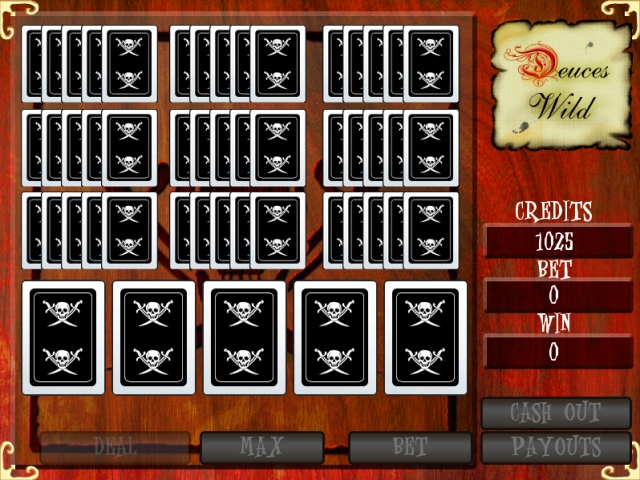 Deuces
Wild
CREDITS
1025
BET
0
WIN
0
CASH OUT
DEAL
MAX
BET
PAYOUTS